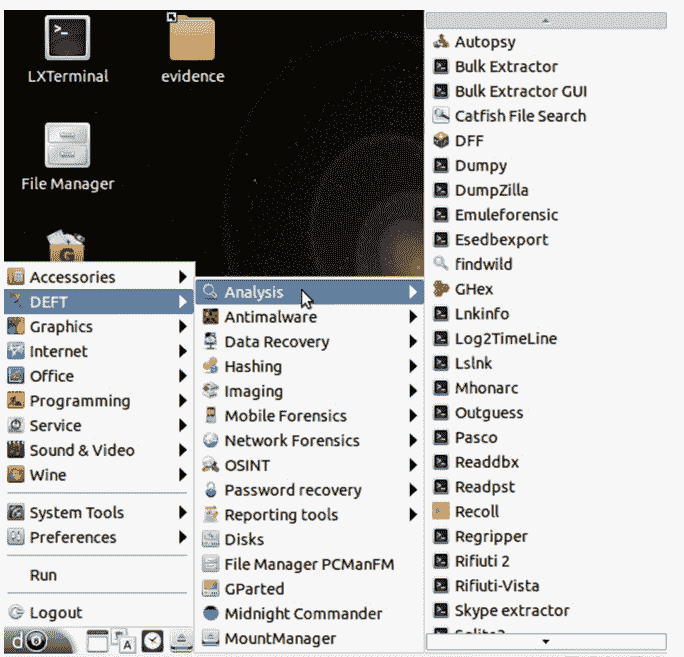 LXTerminal
evidence
File Manager
Accessories
DEFT
Graphics
Internet
Office
Programming
Service
Sound & Video
Wine
System Tools
Preferences
Run
Logout
Analysis
Antimalware
Data Recovery
Hashing
Imaging
Mobile Forensics
Network Forensics
OSINT
Password recovery
Reporting tools
Disks
File Manager PCManFM
GParted
Midnight Commander
MountManager
Autopsy
Bulk Extractor
Bulk Extractor GUI
Catfish File Search
DFF
Dumpy
DumpZilla
Emuleforensic
Esedbexport
findwild
GHex
Lnkinfo
Log2TimeLine
Lslnk
Mhonarc
Outguess
Pasco
Readdbx
Readpst
Recoll
Regripper
Rifiuti 2
Rifiuti-Vista
Skype extractor